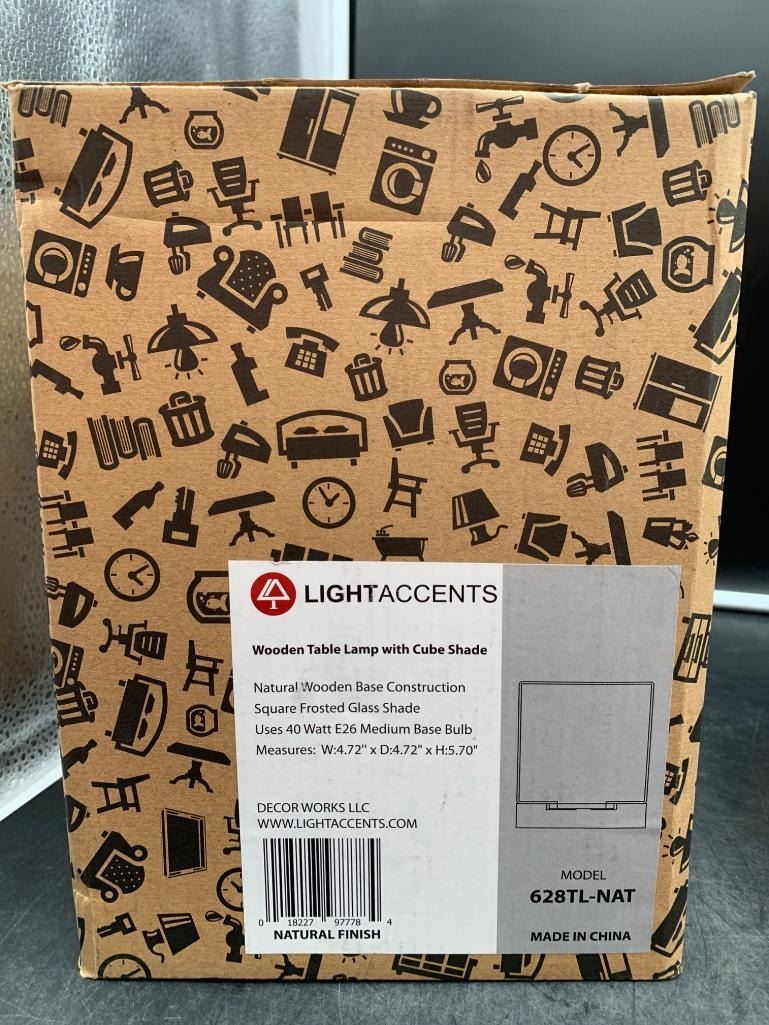 LIGHTACCENTS
Wooden Table Lamp with Cube Shade
Natural Wooden Base Construction
Square Frosted Glass Shade
Uses 40 Watt E26 Medium Base Bulb
Measures: W:4.72" x D:4.72" x H:5.70"
DECOR WORKS LLC
WWW.LIGHTACCENTS.COM
0 18227 97778 4
NATURAL FINISH
MODEL
628TL-NAT
MADE IN CHINA